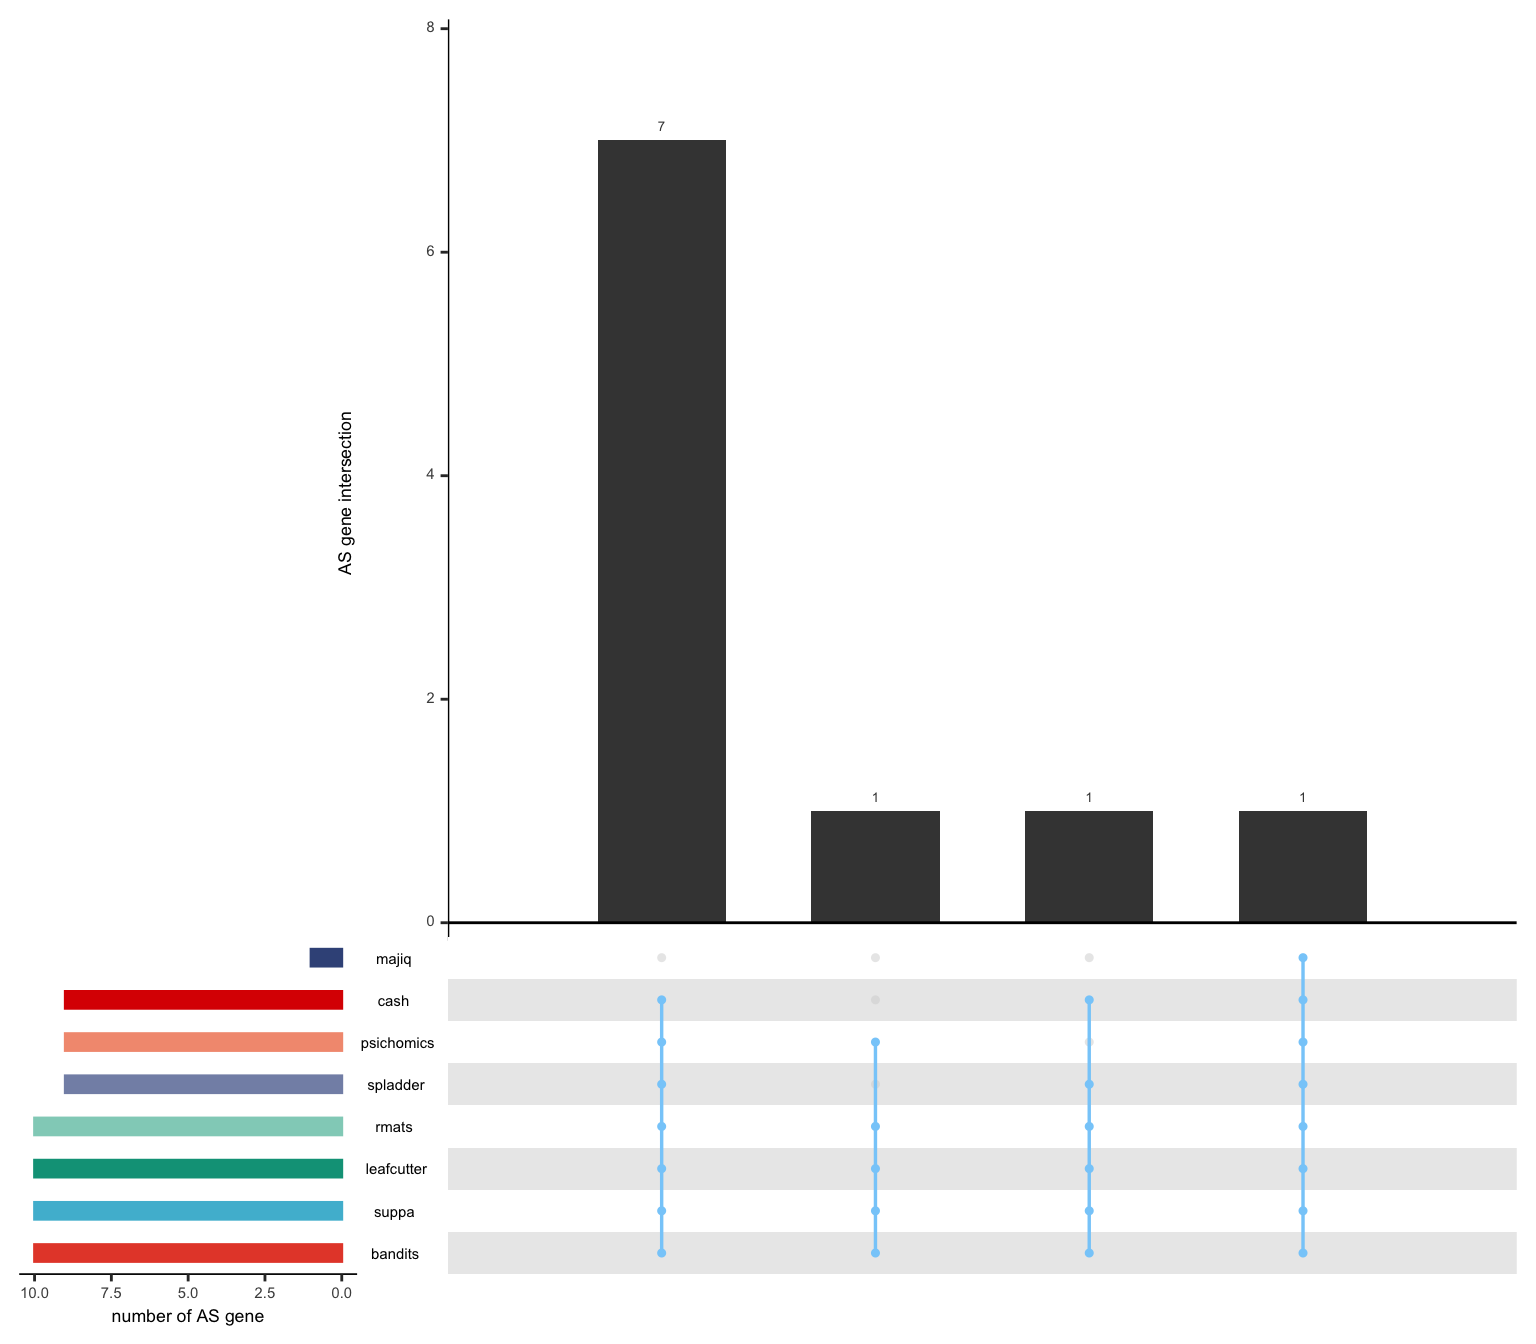 8
7
6
4
2
1 1 1
0
AS gene intersection
majiq
cash
psichomics
spladder
rmats
leafcutter
suppa
bandits
10.0 7.5 5.0 2.5 0.0
number of AS gene